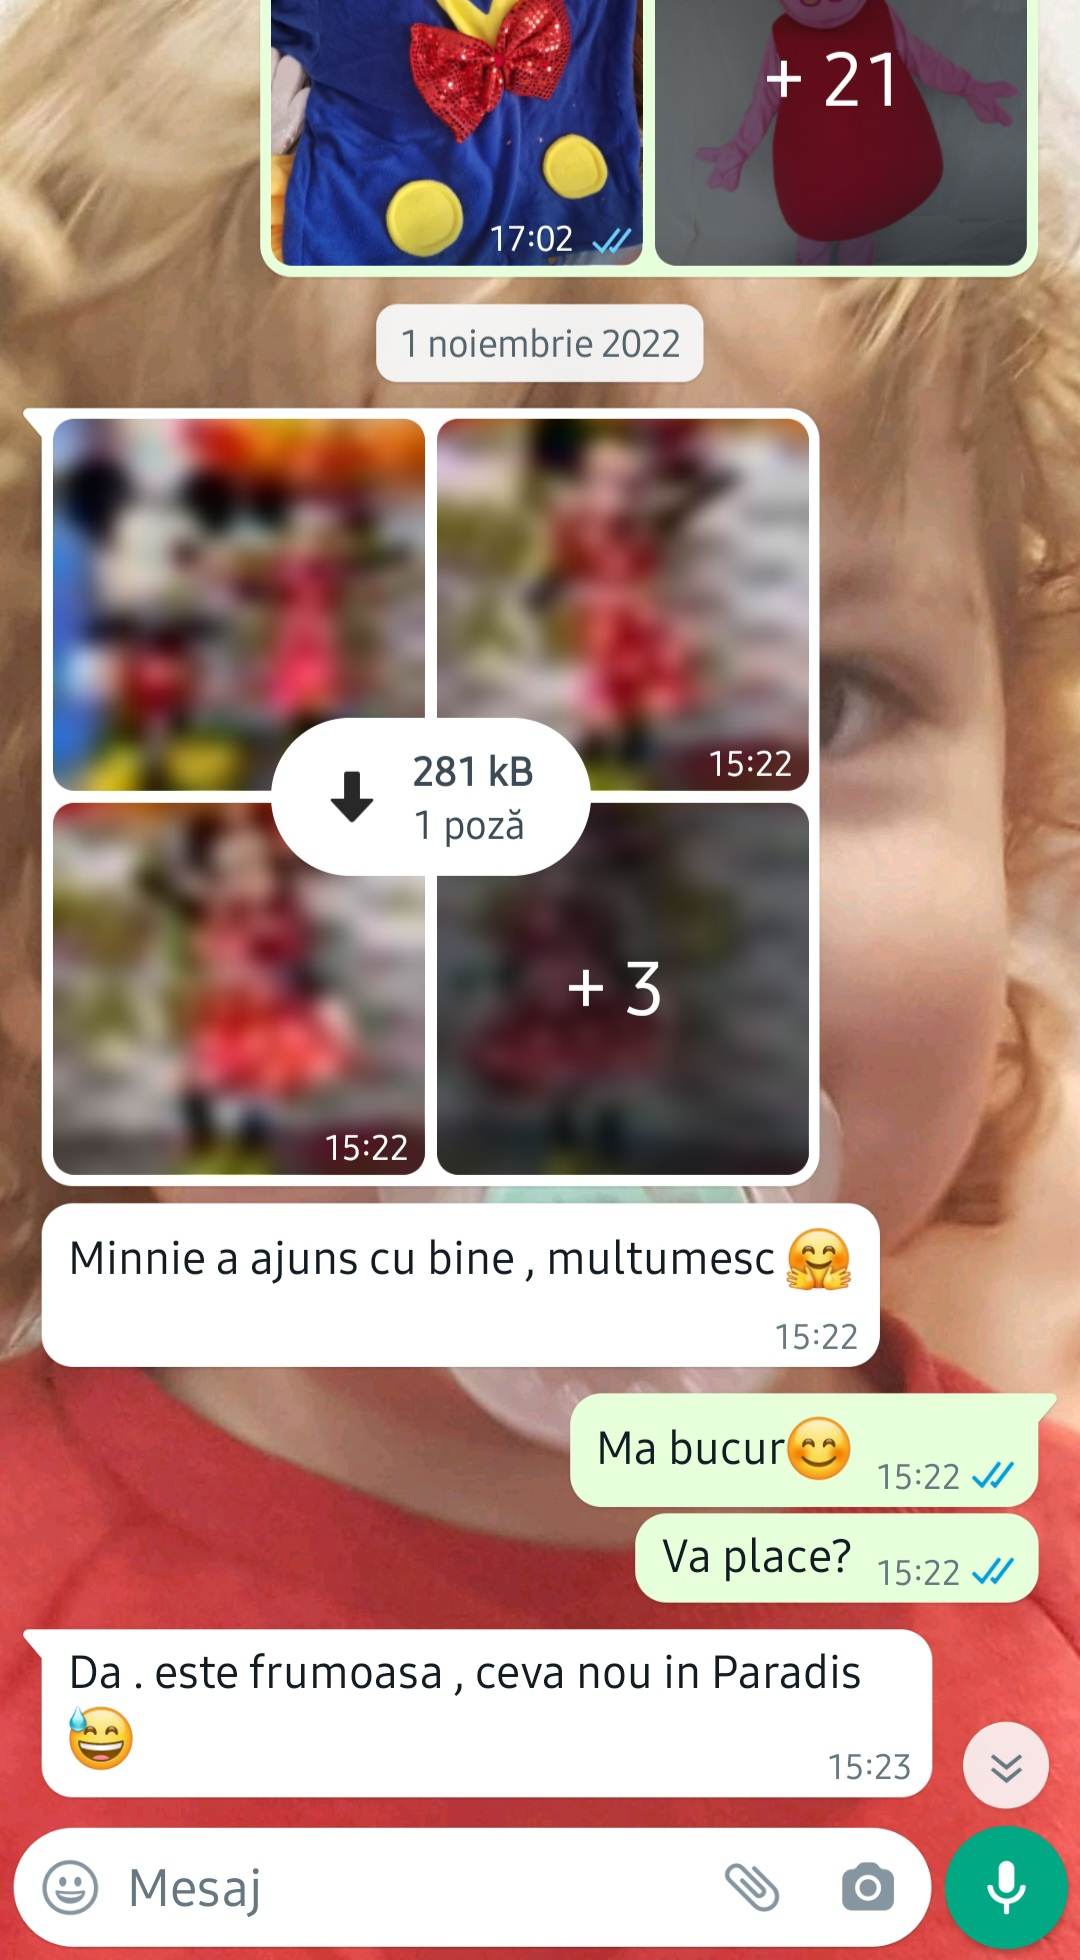 + 21
17:02
1 noiembrie 2022
15:22
281 kB
1 poză
+ 3
15:22
Minnie a ajuns cu bine , multumesc 🤗
15:22
Ma bucur😊 15:22
Va place? 15:22
Da . este frumoasa , ceva nou in Paradis
😅
15:23
Mesaj